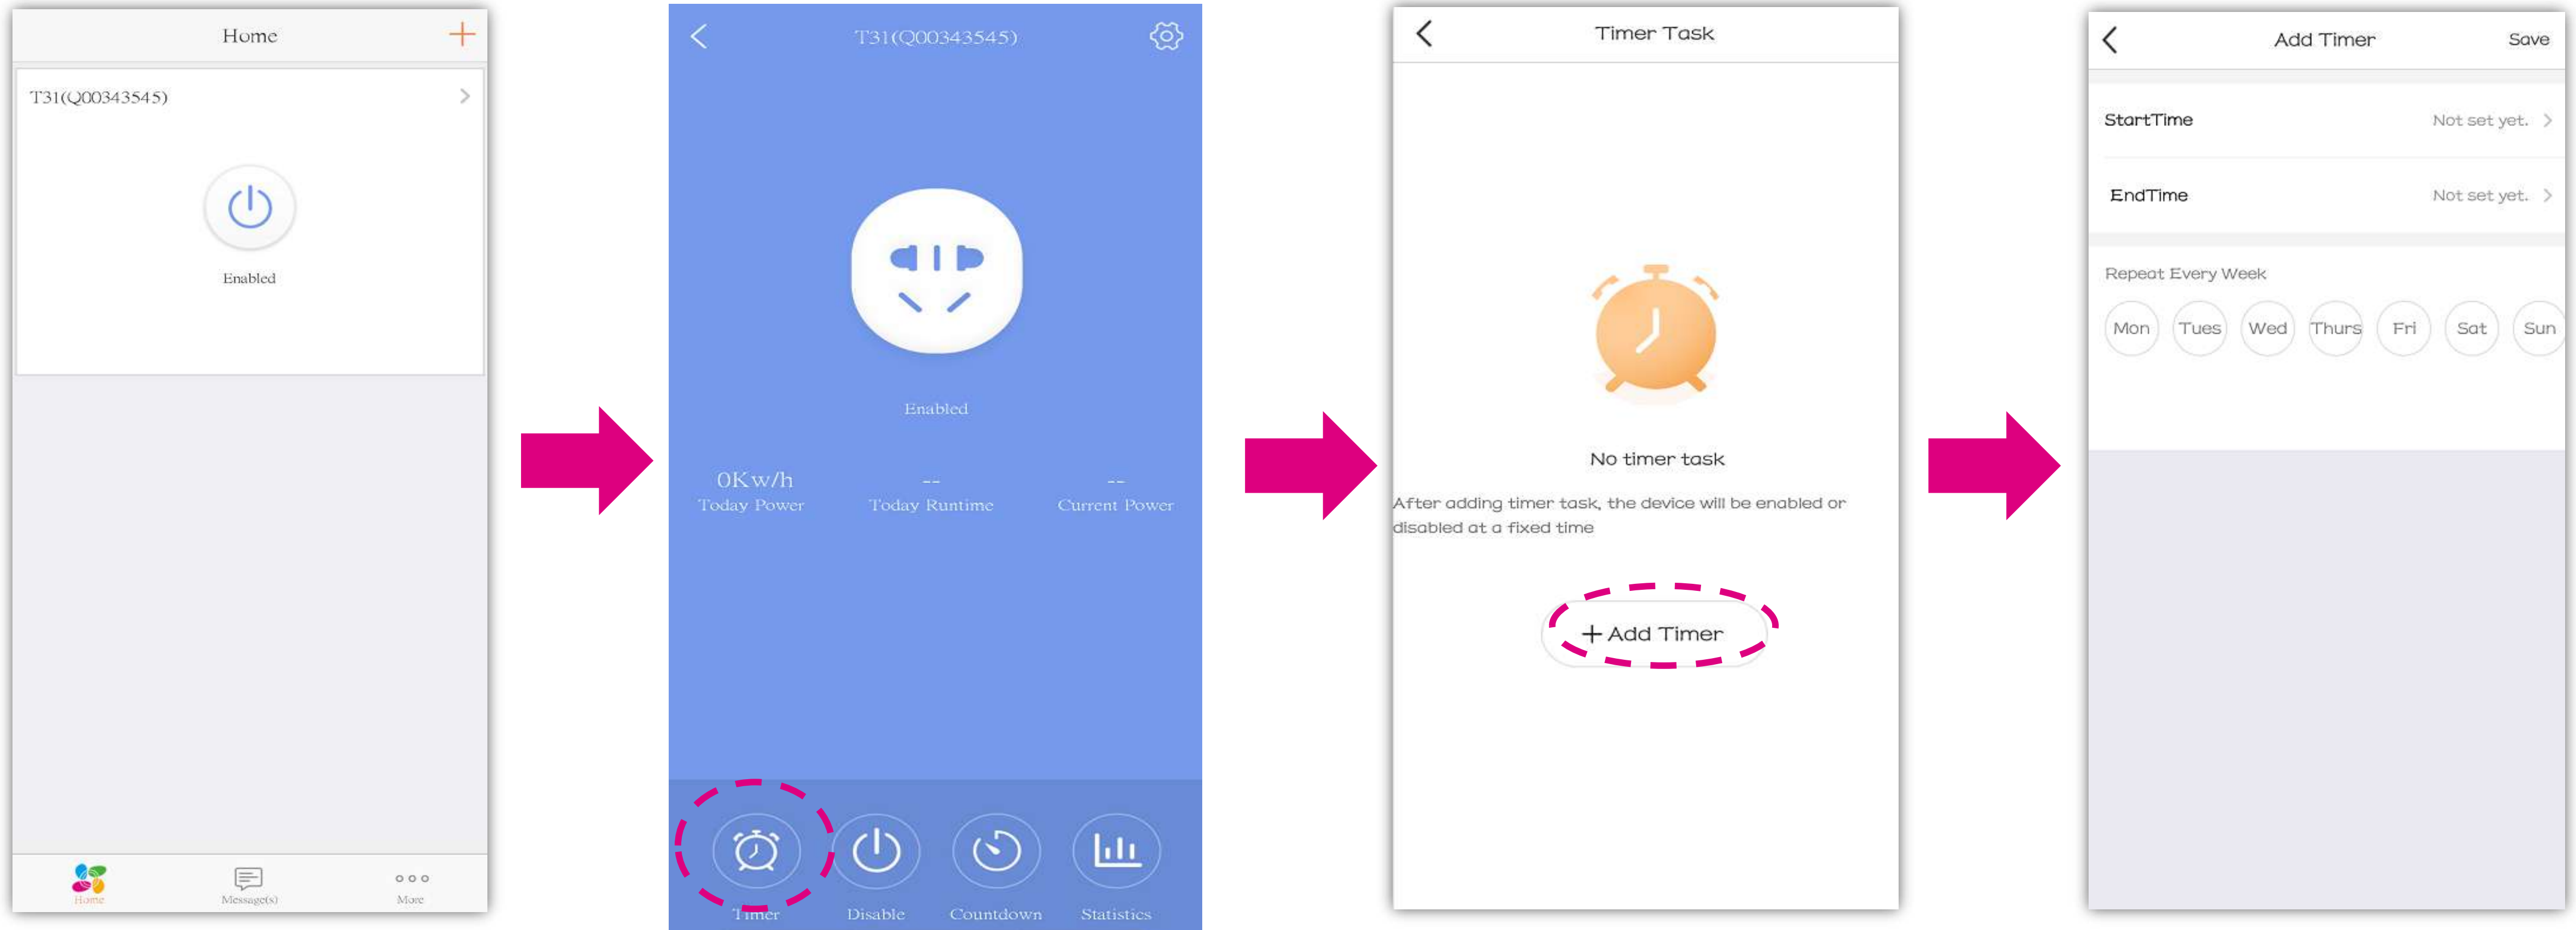 Home
T31(Q00343545)
Enabled
Home
Message(s)
More
T31(Q00343545)
Enabled
0Kw/h
Today Power
--
Today Runtime
--
Current Power
Timer
Disable
Countdown
Statistics
Timer Task
No timer task
After adding timer task, the device will be enabled or
disabled at a fixed time
+ Add Timer
Add Timer
Save
StartTime
Not set yet.
EndTime
Not set yet.
Repeat Every Week
Mon Tues Wed Thurs Fri Sat Sun